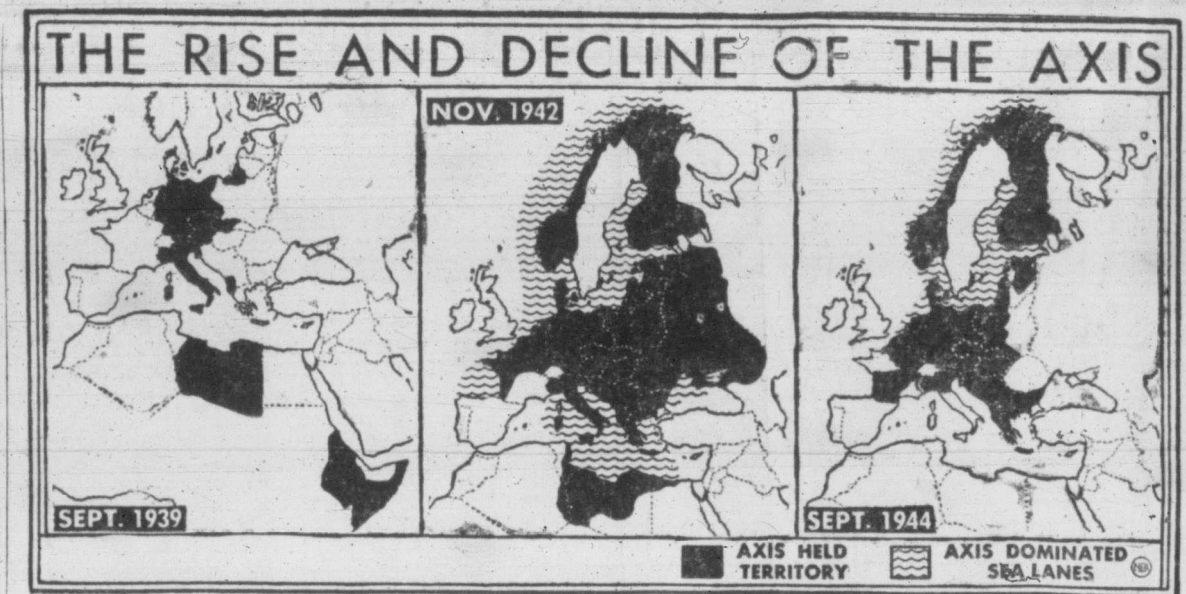 THE RISE AND DECLINE OF THE AXIS
SEPT. 1939
NOV. 1942
SEPT. 1944
AXIS HELD
TERRITORY
AXIS DOMINATED
SEA LANES
NEA